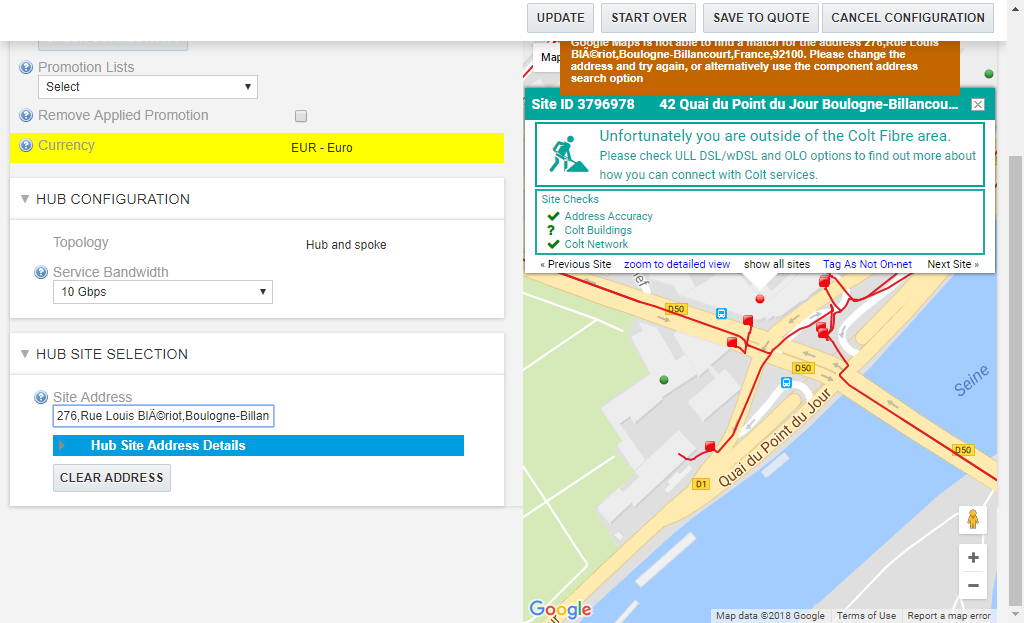 UPDATE
START OVER
SAVE TO QUOTE
CANCEL CONFIGURATION
Promotion Lists
Select
Remove Applied Promotion
Currency
EUR - Euro
HUB CONFIGURATION
Topology
Hub and spoke
Service Bandwidth
10 Gbps
HUB SITE SELECTION
Site Address
276,Rue Louis BlÃ©riot,Boulogne-Billan
Hub Site Address Details
CLEAR ADDRESS
Map
Google Maps is not able to find a match for the address 276,Rue Louis
BlÃ©riot,Boulogne-Billancourt,France,92100. Please change the
address and try again, or alternatively use the component address
search option
Site ID 3796978
42 Quai du Point du Jour Boulogne-Billancou...
Unfortunately you are outside of the Colt Fibre area.
Please check ULL DSL/wDSL and OLO options to find out more about
how you can connect with Colt services.
Site Checks
Address Accuracy
? Colt Buildings
Colt Network
« Previous Site
zoom to detailed view
show all sites
Tag As Not On-net
Next Site »
D50
D50
Seine
Quai du Point du Jour
D50
D1
Google
Map data ©2018 Google
Terms of Use
Report a map error